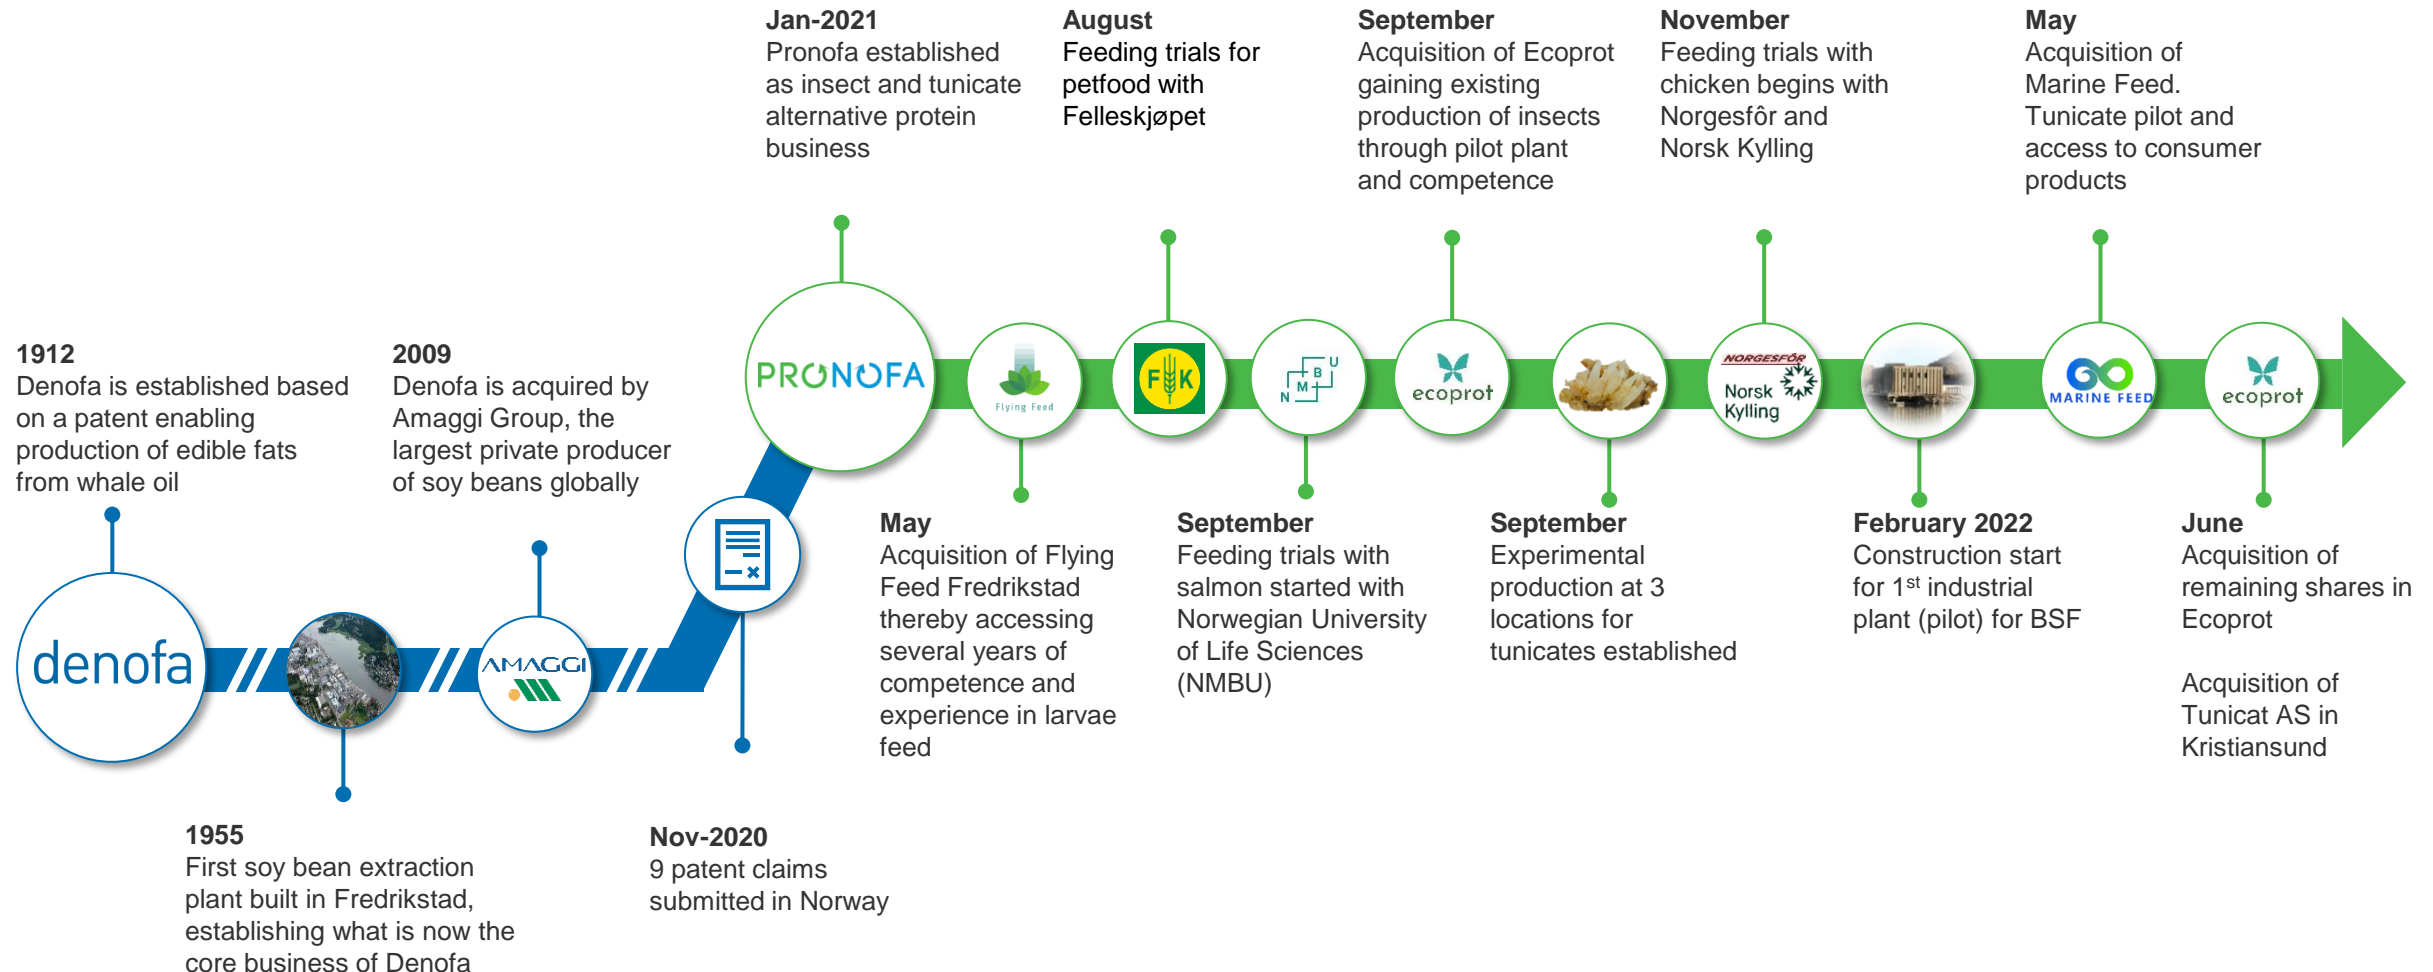 Jan-2021
Pronofa established
as insect and tunicate
alternative protein
business
August
Feeding trials for
petfood with
Felleskjøpet
September
Acquisition of Ecoprot
gaining existing
production of insects
through pilot plant
and competence
November
Feeding trials with
chicken begins with
Norgesfôr and
Norsk Kylling
May
Acquisition of
Marine Feed.
Tunicate pilot and
access to consumer
products
1912
Denofa is established based
on a patent enabling
production of edible fats
from whale oil
2009
Denofa is acquired by
Amaggi Group, the
largest private producer
of soy beans globally
PRONOFA
Flying Feed
F K
N M B U
ecoprot
NORGESFÔR
Norsk
Kylling
MARINE FEED
ecoprot
denofa
AMAGGI
May
Acquisition of Flying
Feed Fredrikstad
thereby accessing
several years of
competence and
experience in larvae
feed
September
Feeding trials with
salmon started with
Norwegian University
of Life Sciences
(NMBU)
September
Experimental
production at 3
locations for
tunicates established
February 2022
Construction start
for 1st industrial
plant (pilot) for BSF
June
Acquisition of
remaining shares in
Ecoprot
Acquisition of
Tunicat AS in
Kristiansund
1955
First soy bean extraction
plant built in Fredrikstad,
establishing what is now the
core business of Denofa
Nov-2020
9 patent claims
submitted in Norway